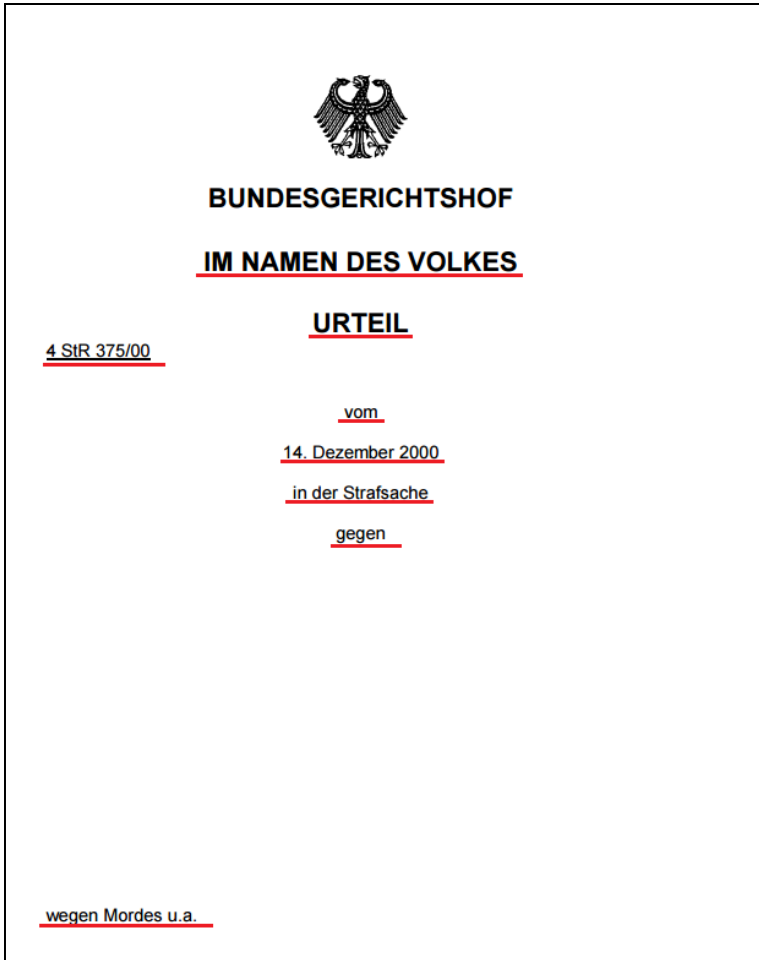 BUNDESGERICHTSHOF
IM NAMEN DES VOLKES
URTEIL
4 StR 375/00
vom
14. Dezember 2000
in der Strafsache
gegen
wegen Mordes u.a.